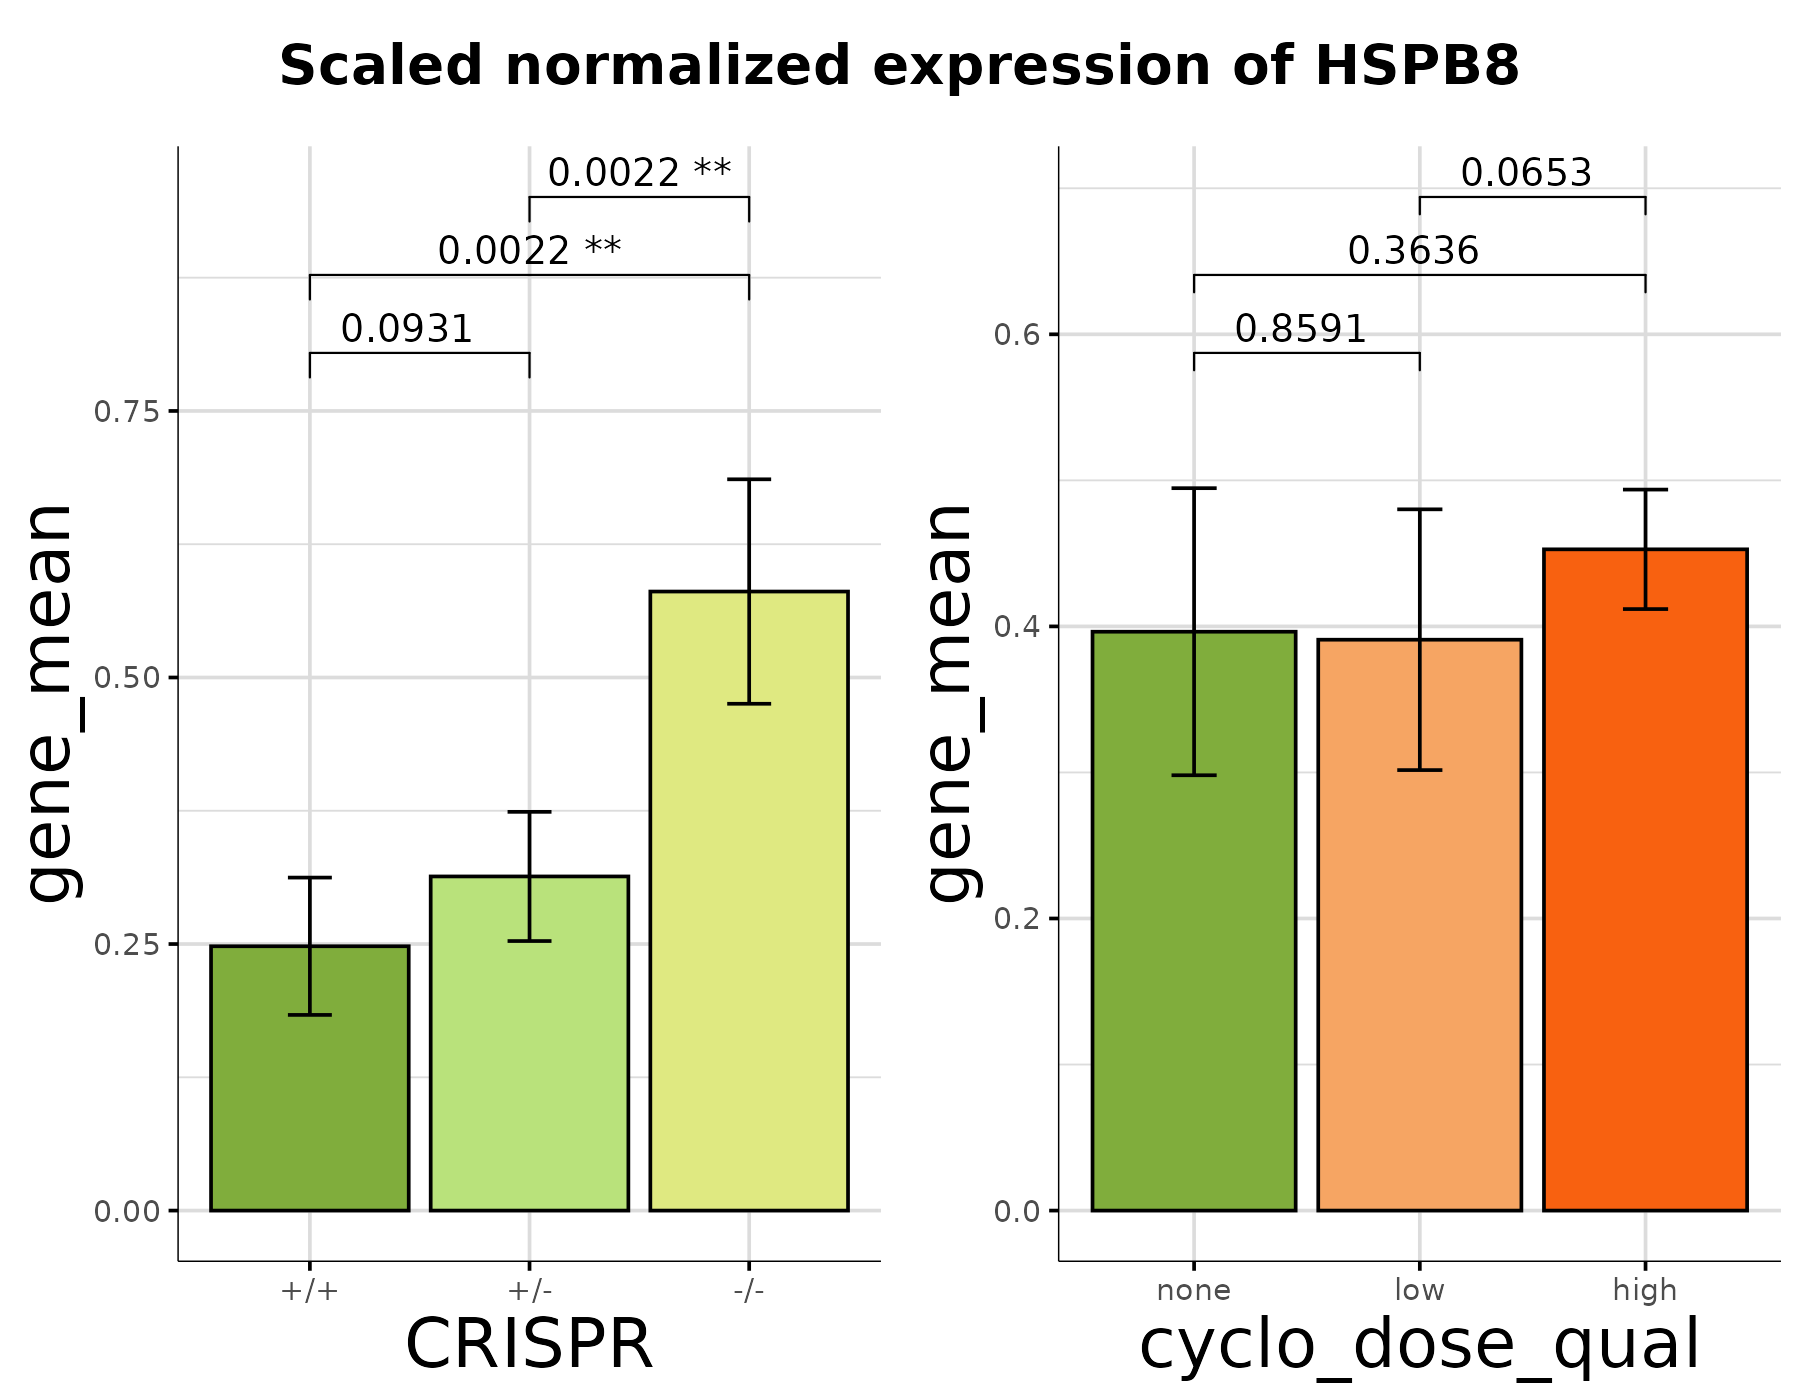 Scaled normalized expression of HSPB8
gene_mean
0.75
0.50
0.25
0.00
0.0022 **
0.0022 **
0.0931
+/+ +/- -/-
CRISPR
gene_mean
0.6
0.4
0.2
0.0
0.0653
0.3636
0.8591
none low high
cyclo_dose_qual